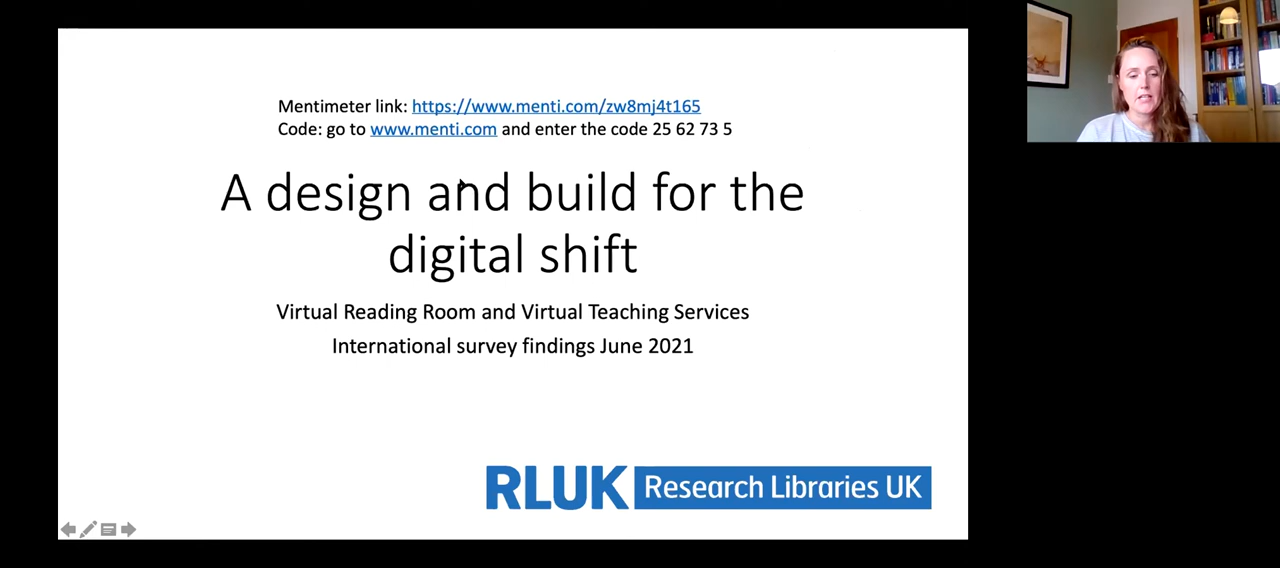 Mentimeter link: https://www.menti.com/zw8mj4t165
Code: go to www.menti.com and enter the code 25 62 73 5
A design and build for the
digital shift
Virtual Reading Room and Virtual Teaching Services
International survey findings June 2021
RLUK Research Libraries UK